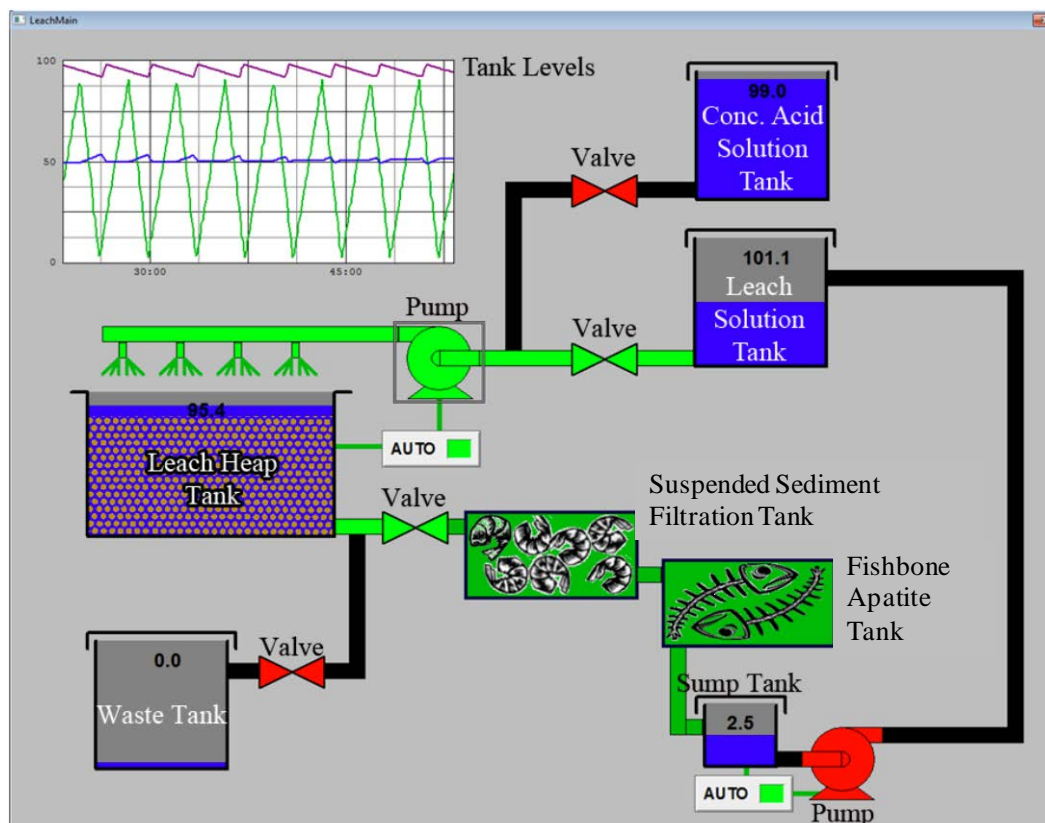 LeachMain
100
50
0
30:00
45:00
Tank Levels
99.0
Conc. Acid
Solution
Tank
Valve
101.1
Leach
Solution
Tank
Valve
Pump
95.4
Leach Heap
Tank
AUTO
Valve
Suspended Sediment
Filtration Tank
Fishbone
Apatite
Tank
Valve
0.0
Waste Tank
Sump Tank
2.5
AUTO
Pump